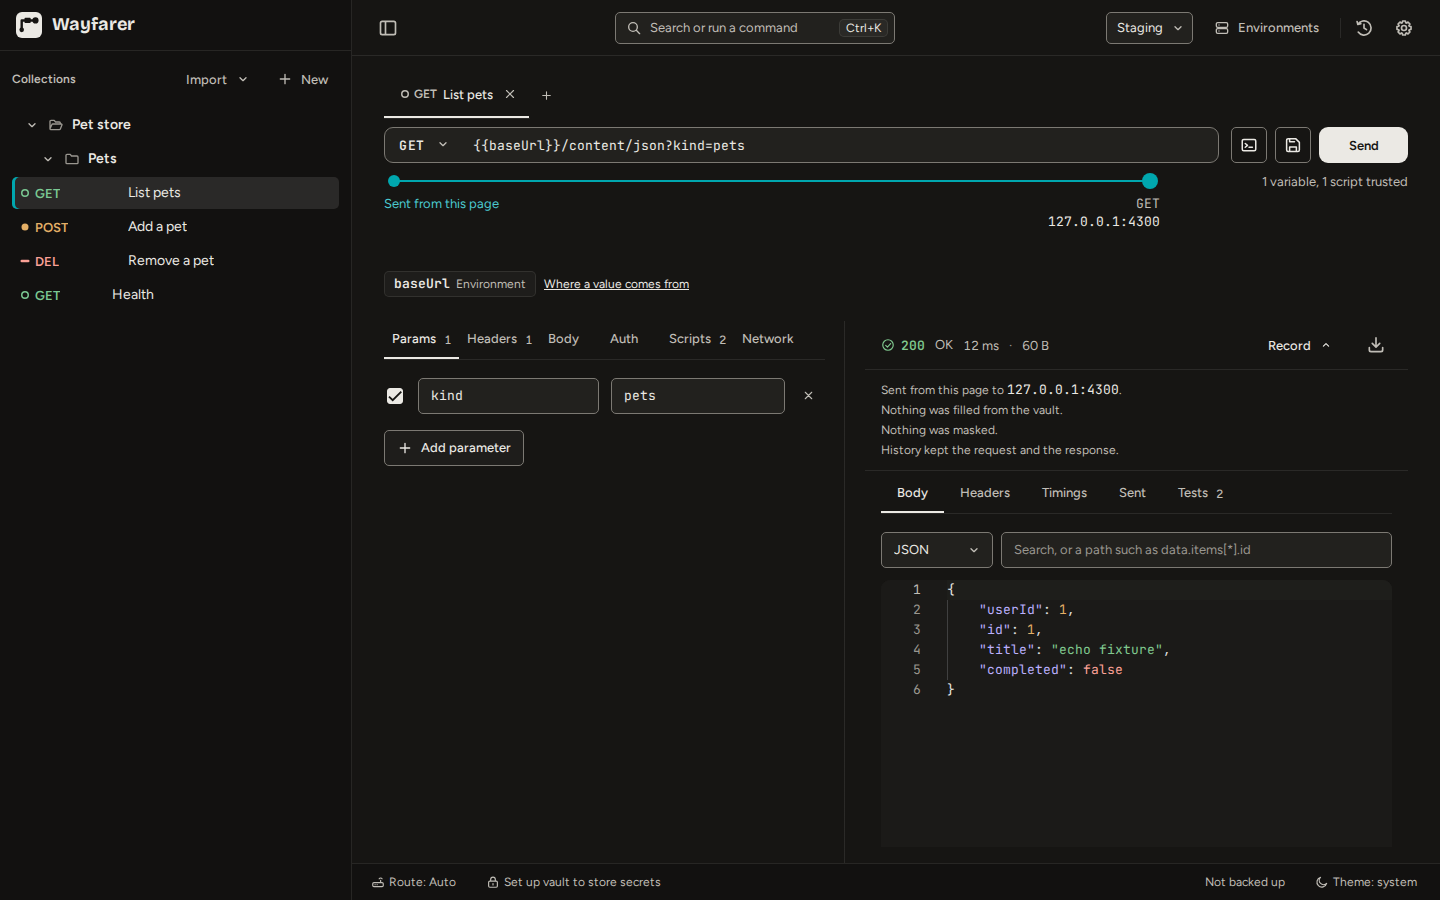 Wayfarer
Search or run a command Ctrl+K
Staging
Environments
Collections
Import
New
Pet store
Pets
GET List pets
POST Add a pet
DEL Remove a pet
GET Health
GET List pets
GET {{baseUrl}}/content/json?kind=pets
Send
1 variable, 1 script trusted
Sent from this page
GET
127.0.0.1:4300
baseUrl Environment Where a value comes from
Params 1 Headers 1 Body Auth Scripts 2 Network
kind pets
Add parameter
200 OK 12 ms · 60 B
Record
Sent from this page to 127.0.0.1:4300.
Nothing was filled from the vault.
Nothing was masked.
History kept the request and the response.
Body Headers Timings Sent Tests 2
JSON Search, or a path such as data.items[*].id
1 {
2 "userId": 1,
3 "id": 1,
4 "title": "echo fixture",
5 "completed": false
6 }
Route: Auto Set up vault to store secrets Not backed up Theme: system